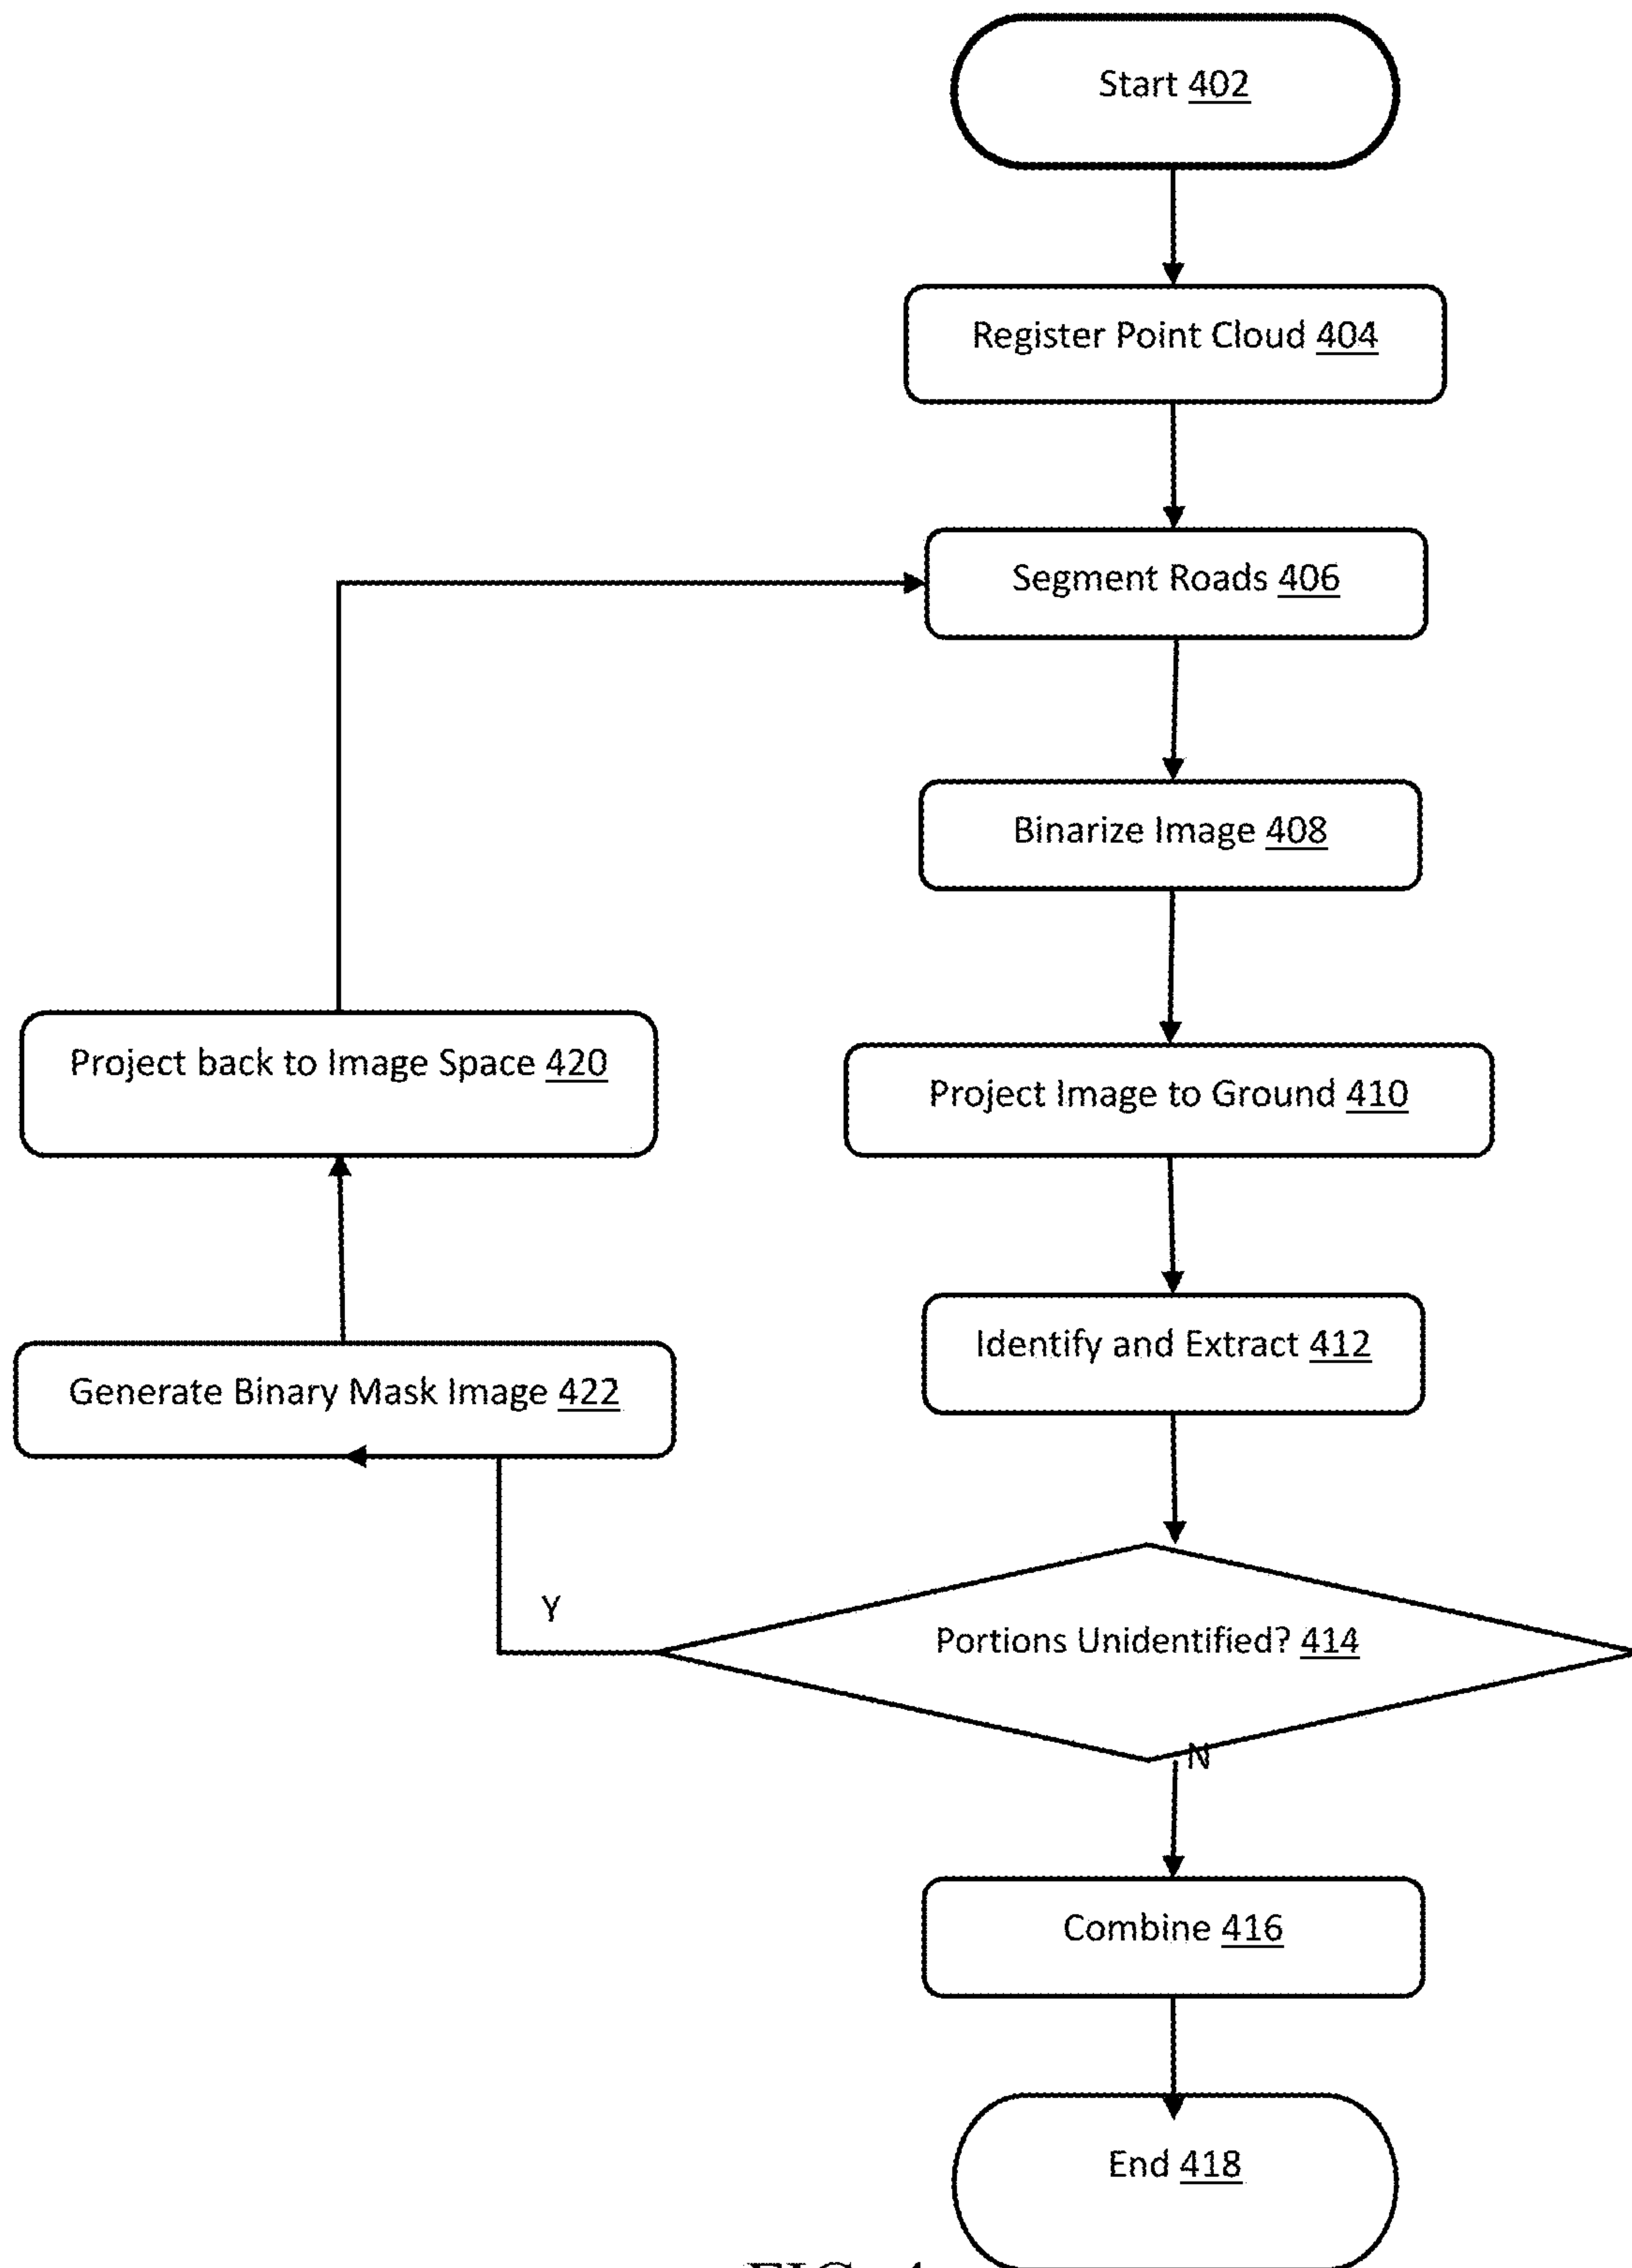 Start 402
Register Point Cloud 404
Segment Roads 406
Binarize Image 408
Project back to Image Space 420
Project Image to Ground 410
Identify and Extract 412
Generate Binary Mask Image 422
Y
Portions Unidentified? 414
N
Combine 416
End 418